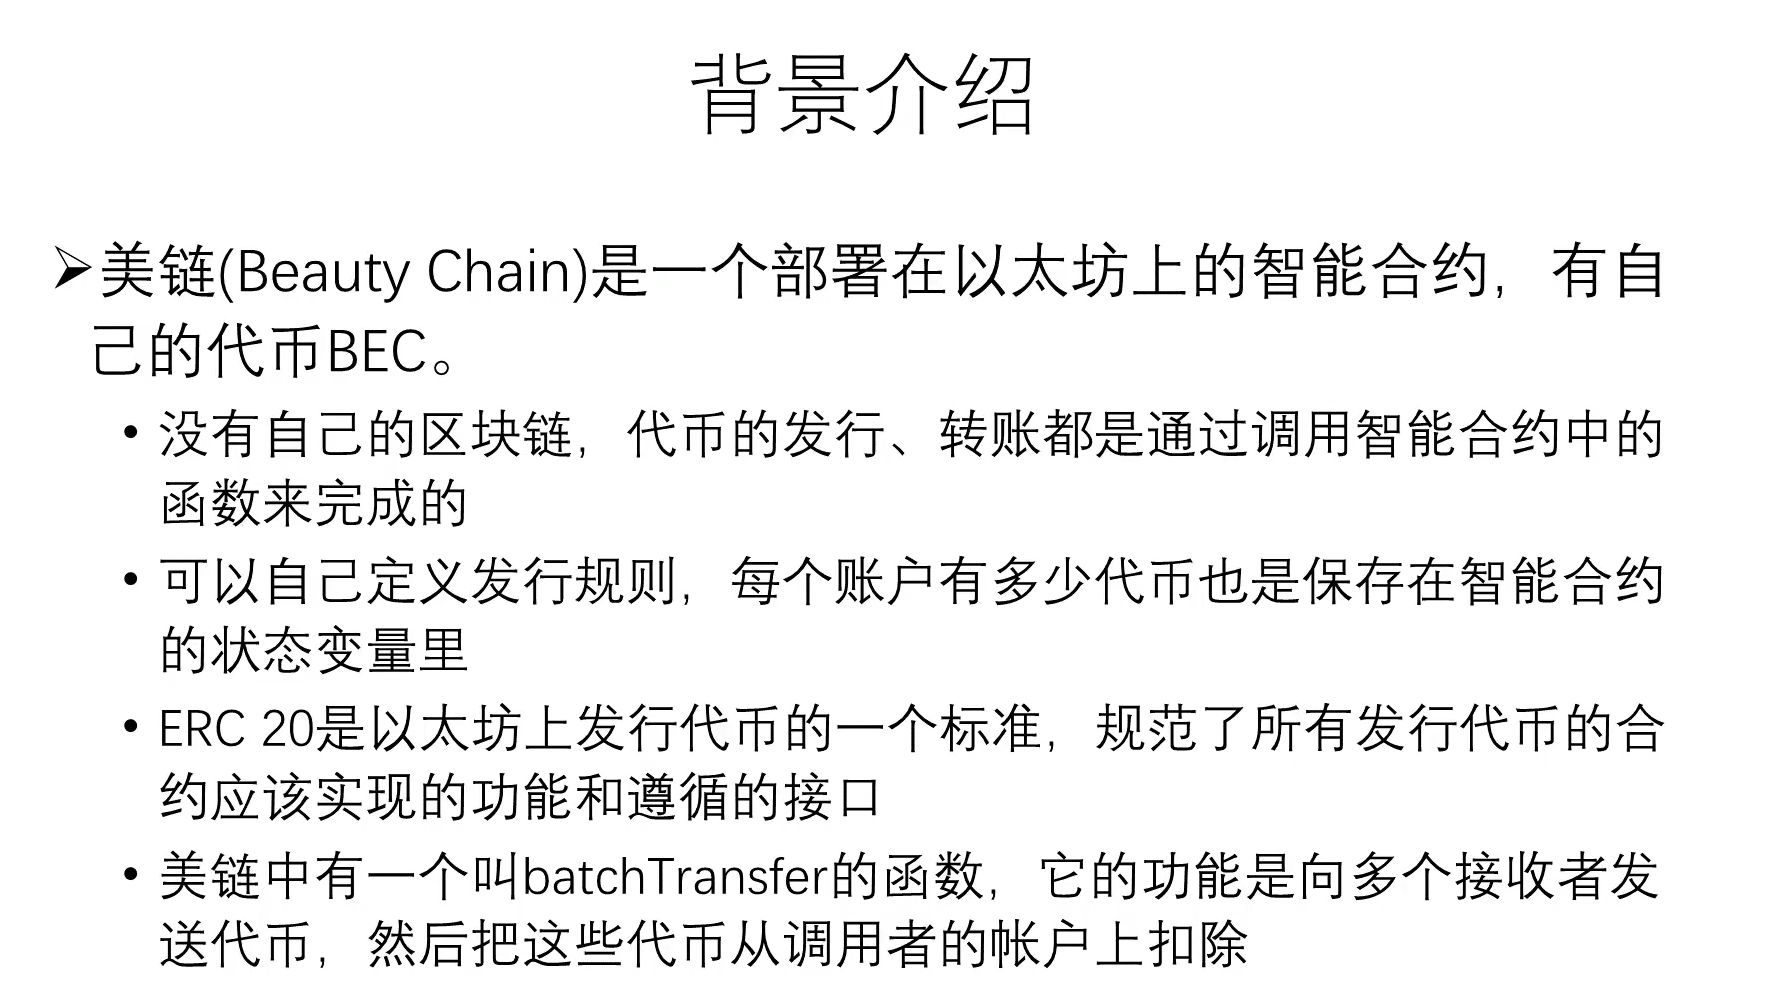 背景介绍
➢美链(Beauty Chain)是一个部署在以太坊上的智能合约，有自
己的代币BEC。
• 没有自己的区块链，代币的发行、转账都是通过调用智能合约中的
函数来完成的
• 可以自己定义发行规则，每个账户有多少代币也是保存在智能合约
的状态变量里
• ERC 20是以太坊上发行代币的一个标准，规范了所有发行代币的合
约应该实现的功能和遵循的接口
• 美链中有一个叫batchTransfer的函数，它的功能是向多个接收者发
送代币，然后把这些代币从调用者的帐户上扣除